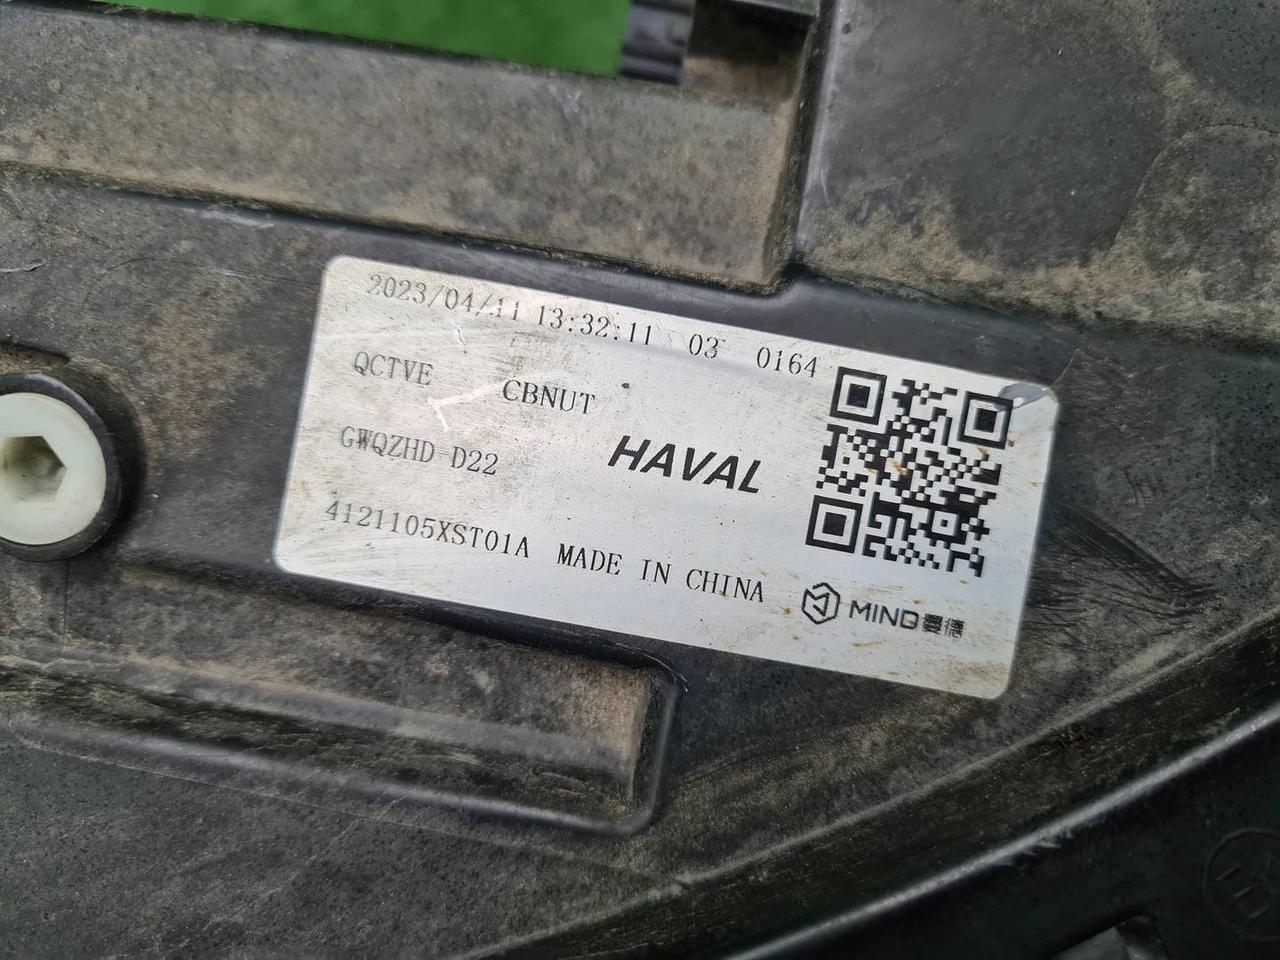 2023/04/11 13:32:11 03 0164
QCTVE CBNUT
GWQZHD D22
HAVAL
4121105XST01A MADE IN CHINA
MIND曼德